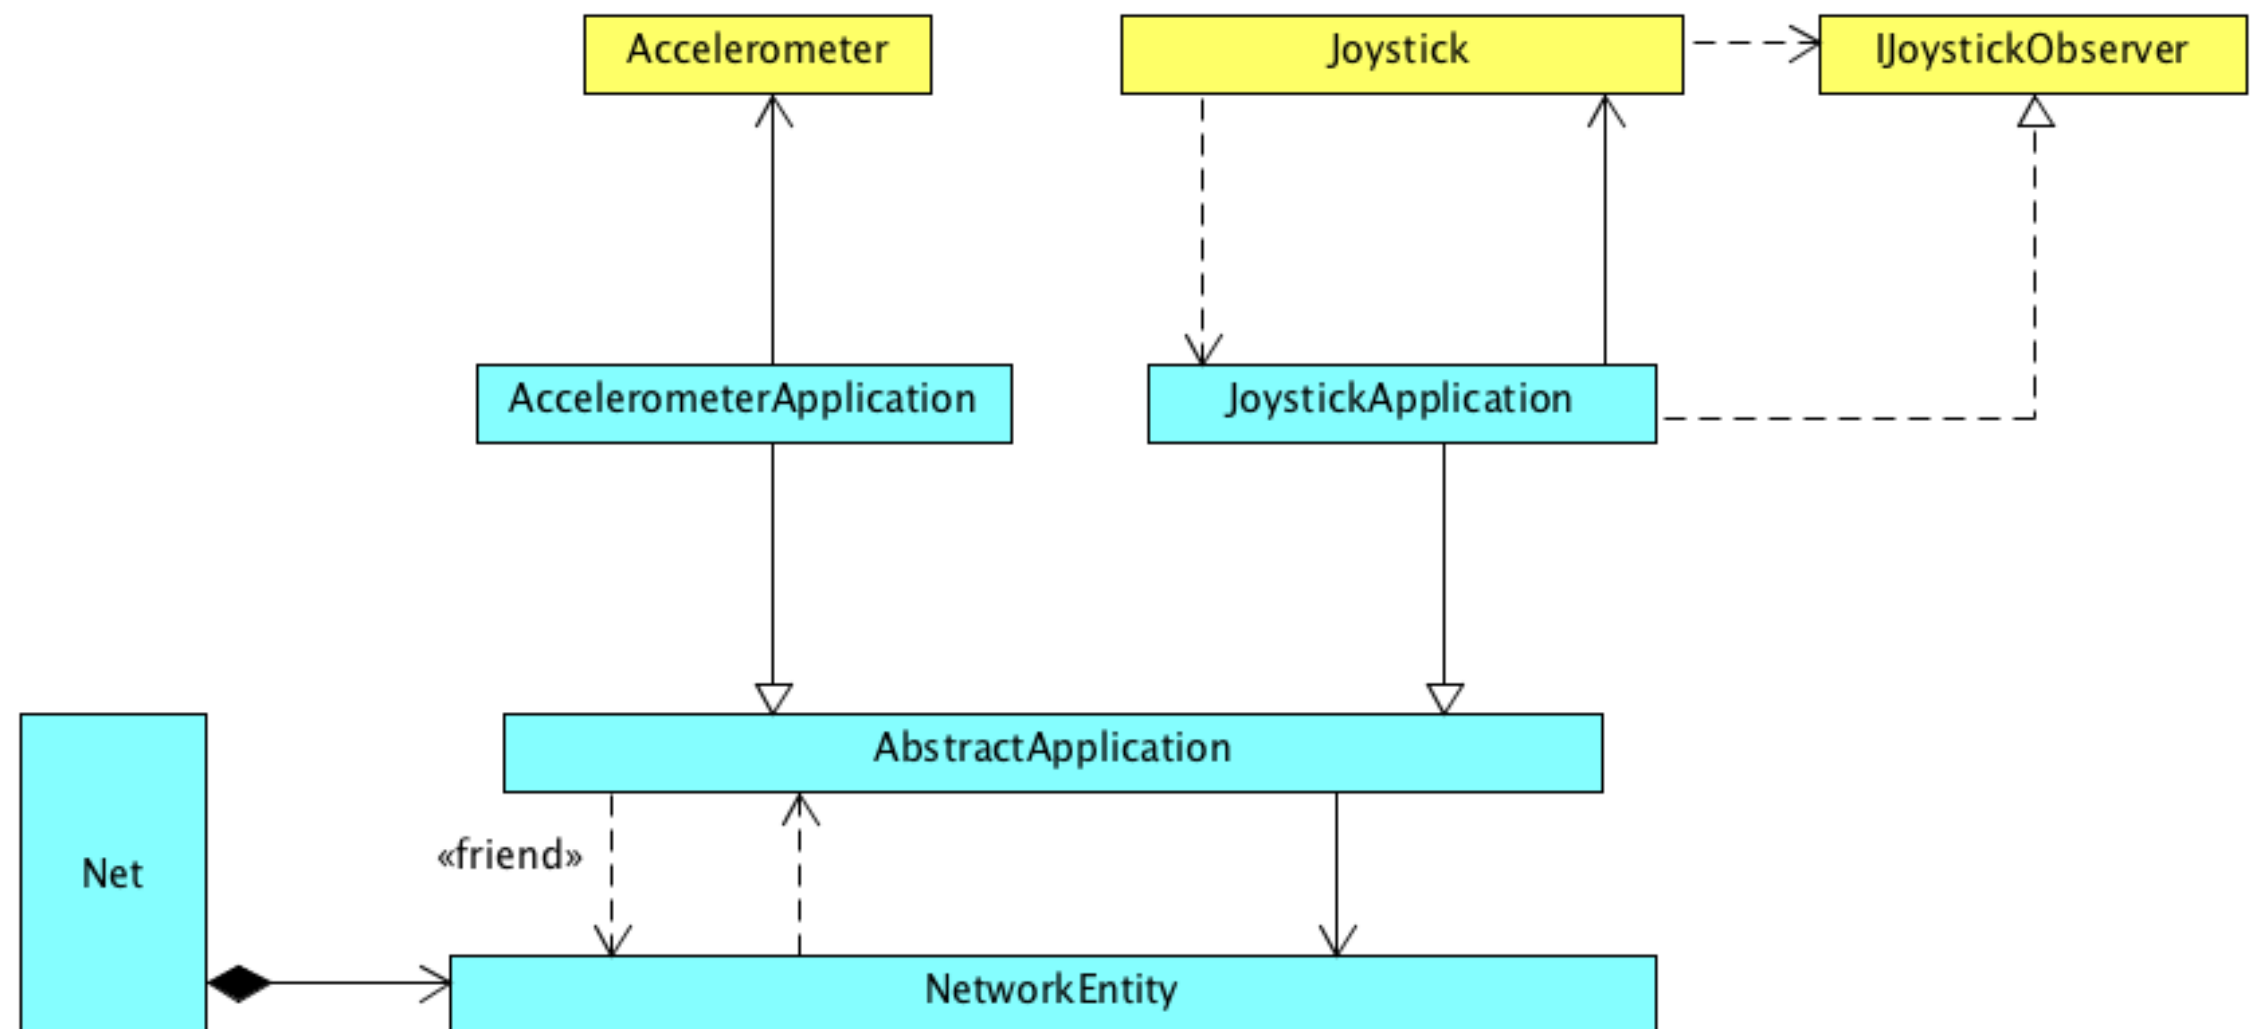 Accelerometer
Joystick
IJoystickObserver
AccelerometerApplication
JoystickApplication
AbstractApplication
«friend»
Net
NetworkEntity